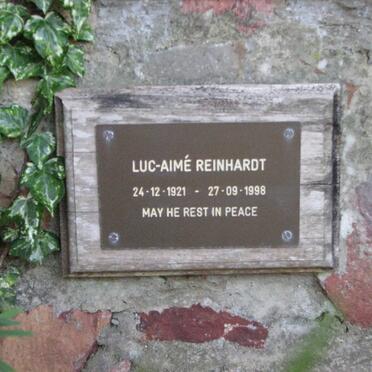 LUC-AIMÉ REINHARDT
24-12-1921 - 27-09-1998
MAY HE REST IN PEACE